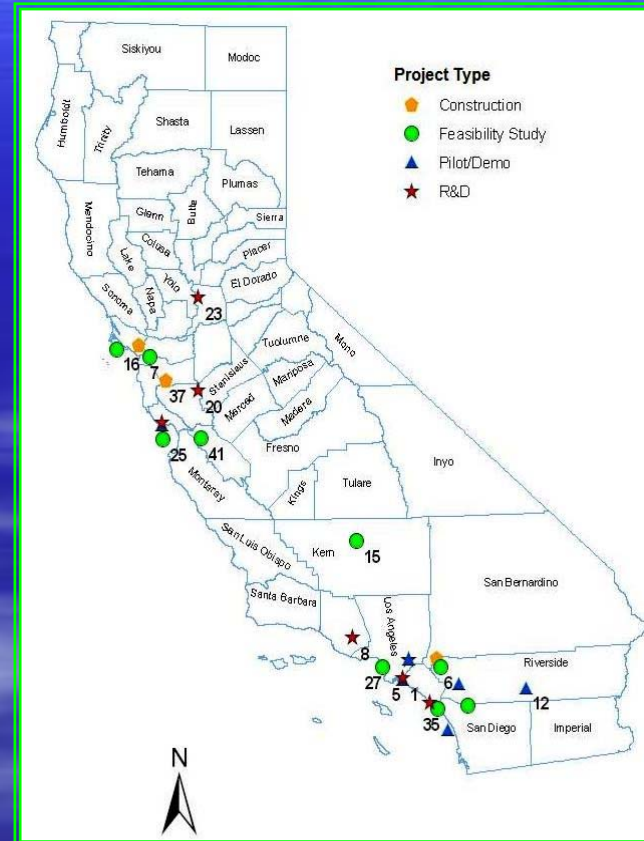 Siskiyou
Modoc
Project Type
Construction
Feasibility Study
Pilot/Demo
R&D
Humboldt
Trinity
Shasta
Lassen
Tehama
Plumas
Mendocino
Glenn
Butte
Sierra
Colusa
Placer
Lake
Yolo
El Dorado
Sonoma
Napa
23
Tuolumne
Mono
16
7
Stanislaus
Mariposa
37
20
Merced
Madera
25
41
Fresno
Inyo
Monterey
Kings
Tulare
San Luis Obispo
Kern
15
San Bernardino
Santa Barbara
Los Angeles
8
Riverside
27
6
5
1
12
35
San Diego
Imperial
N